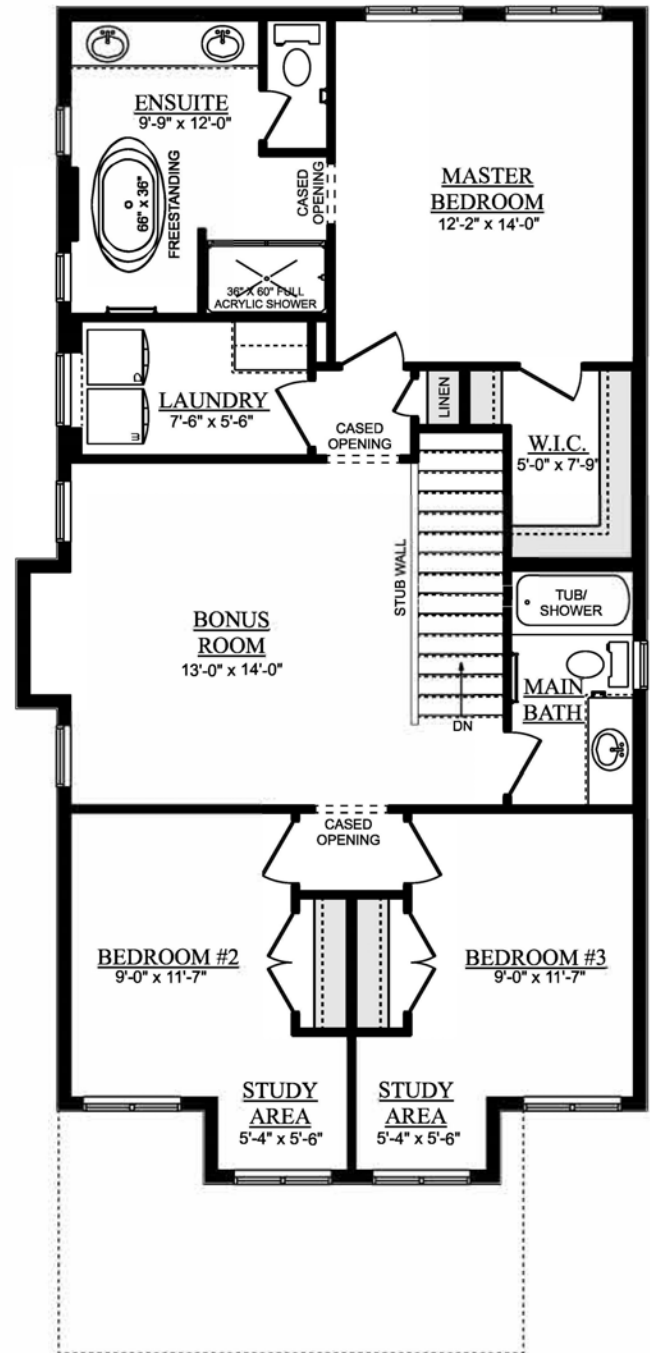 ENSUITE
9'-9" x 12'-0"
66" x 36"
FREESTANDING
CASED
OPENING
MASTER
BEDROOM
12'-2" x 14'-0"
36" X 60" FULL
ACRYLIC SHOWER
D
W
LAUNDRY
7'-6" x 5'-6"
CASED
OPENING
LINEN
W.I.C.
5'-0" x 7'-9"
STUB WALL
BONUS
ROOM
13'-0" x 14'-0"
DN
TUB/
SHOWER
MAIN
BATH
CASED
OPENING
BEDROOM #2
9'-0" x 11'-7"
BEDROOM #3
9'-0" x 11'-7"
STUDY
AREA
5'-4" x 5'-6"
STUDY
AREA
5'-4" x 5'-6"